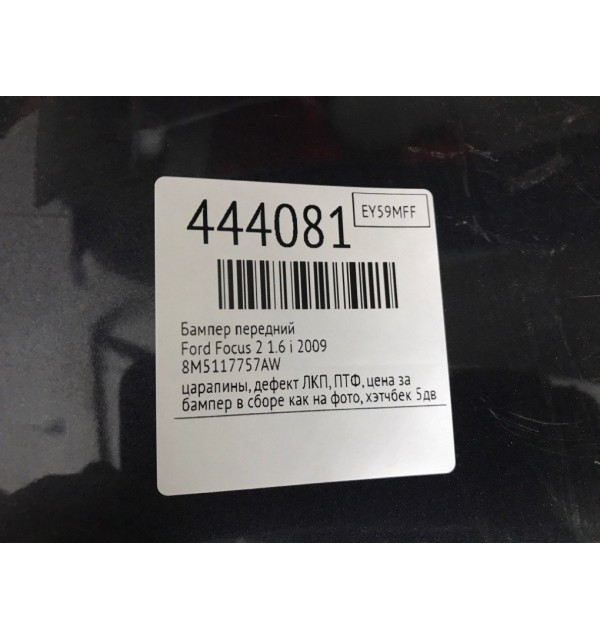 444081
EY59MFF
Бампер передний
Ford Focus 2 1.6 i 2009
8M5117757AW
царапины, дефект ЛКП, ПТФ, цена за
бампер в сборе как на фото, хэтчбек 5дв